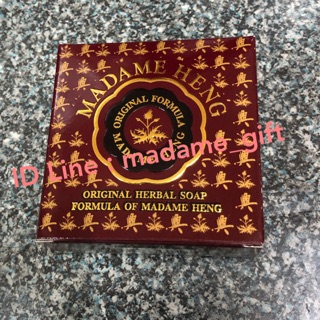 MADAME HENG
ORIGINAL FORMULA
MADAME HENG
ID Line : madame_gift
ORIGINAL HERBAL SOAP
FORMULA OF MADAME HENG